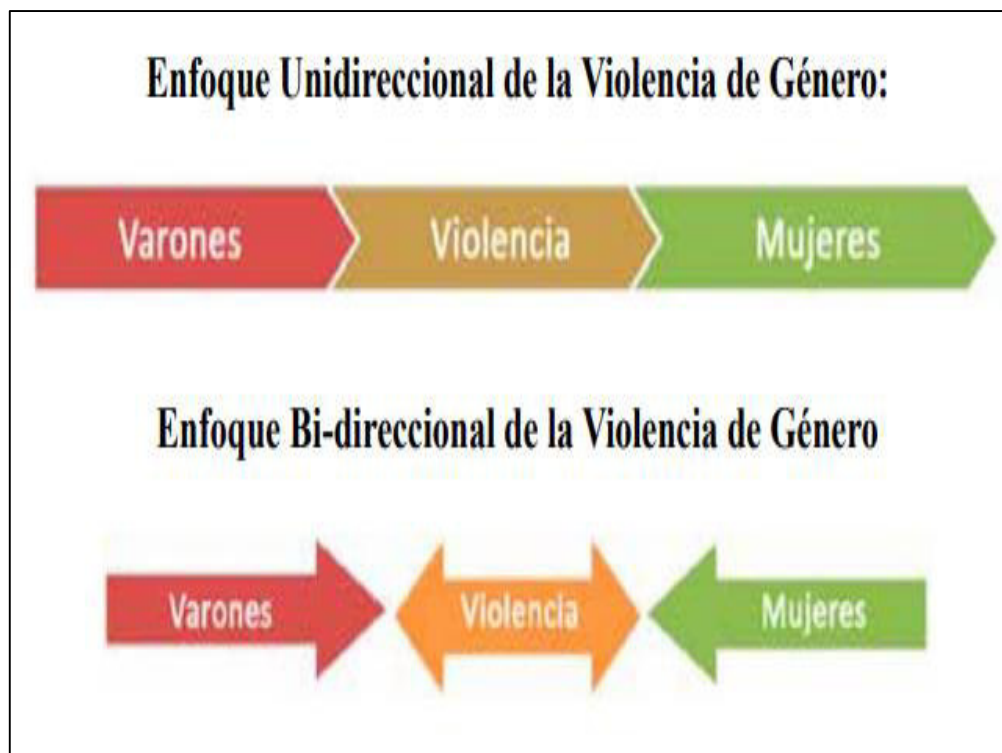 Enfoque Unidireccional de la Violencia de Género:
Varones Violencia Mujeres
Enfoque Bi-direccional de la Violencia de Género
Varones Violencia Mujeres